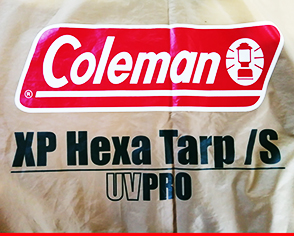 Coleman
®
XP Hexa Tarp /S
UVPRO